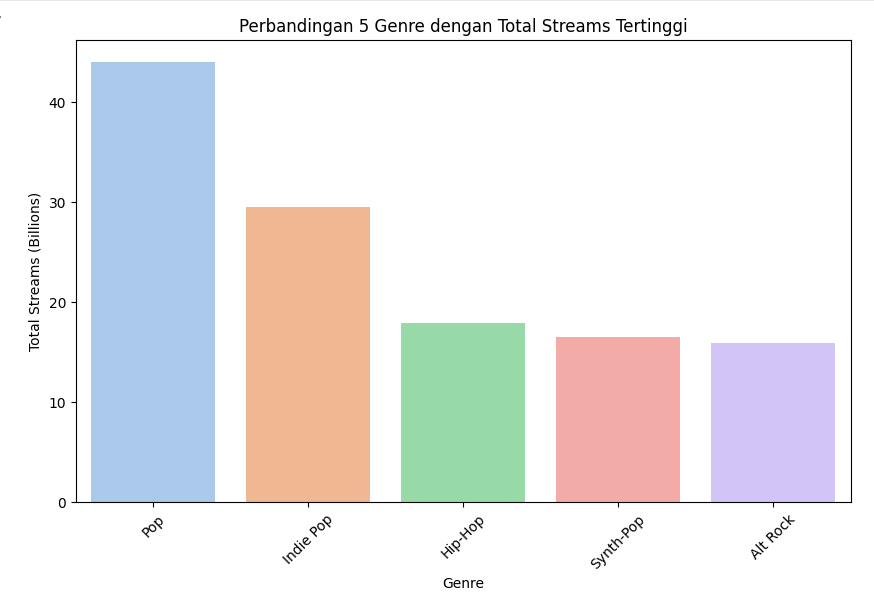 Perbandingan 5 Genre dengan Total Streams Tertinggi
Total Streams (Billions)
40
30
20
10
0
Pop
Indie Pop
Hip-Hop
Synth-Pop
Alt Rock
Genre